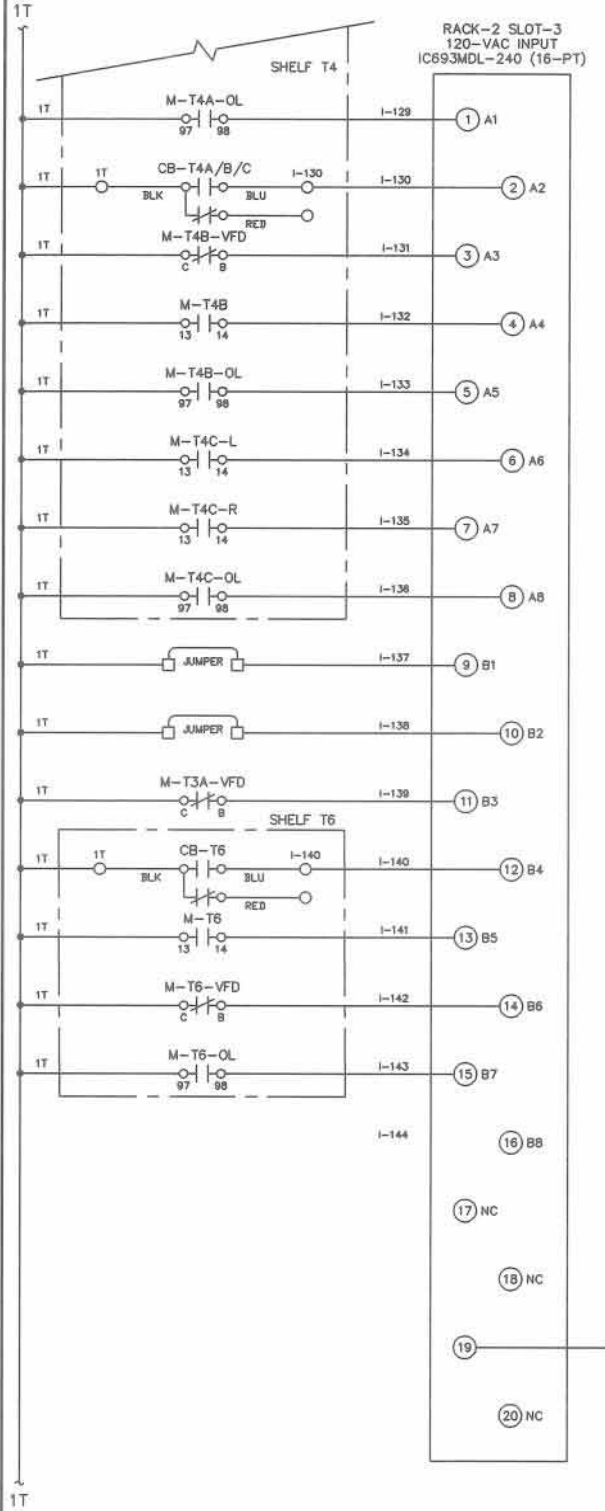 1T
RACK-2 SLOT-3
120-VAC INPUT
IC693MDL-240 (16-PT)
SHELF T4
1T M-T4A-OL I-129 1 A1
97 98
1T 1T CB-T4A/B/C I-130 I-130 2 A2
BLK BLU
RED
1T M-T4B-VFD I-131 3 A3
C B
1T M-T4B I-132 4 A4
13 14
1T M-T4B-OL I-133 5 A5
97 98
1T M-T4C-L I-134 6 A6
13 14
1T M-T4C-R I-135 7 A7
13 14
1T M-T4C-OL I-136 8 A8
97 98
1T JUMPER I-137 9 B1
1T JUMPER I-138 10 B2
1T M-T3A-VFD I-139 11 B3
C B
SHELF T6
1T 1T CB-T6 I-140 I-140 12 B4
BLK BLU
RED
1T M-T6 I-141 13 B5
13 14
1T M-T6-VFD I-142 14 B6
C B
1T M-T6-OL I-143 15 B7
97 98
I-144 16 B8
17 NC
18 NC
19
20 NC
1T